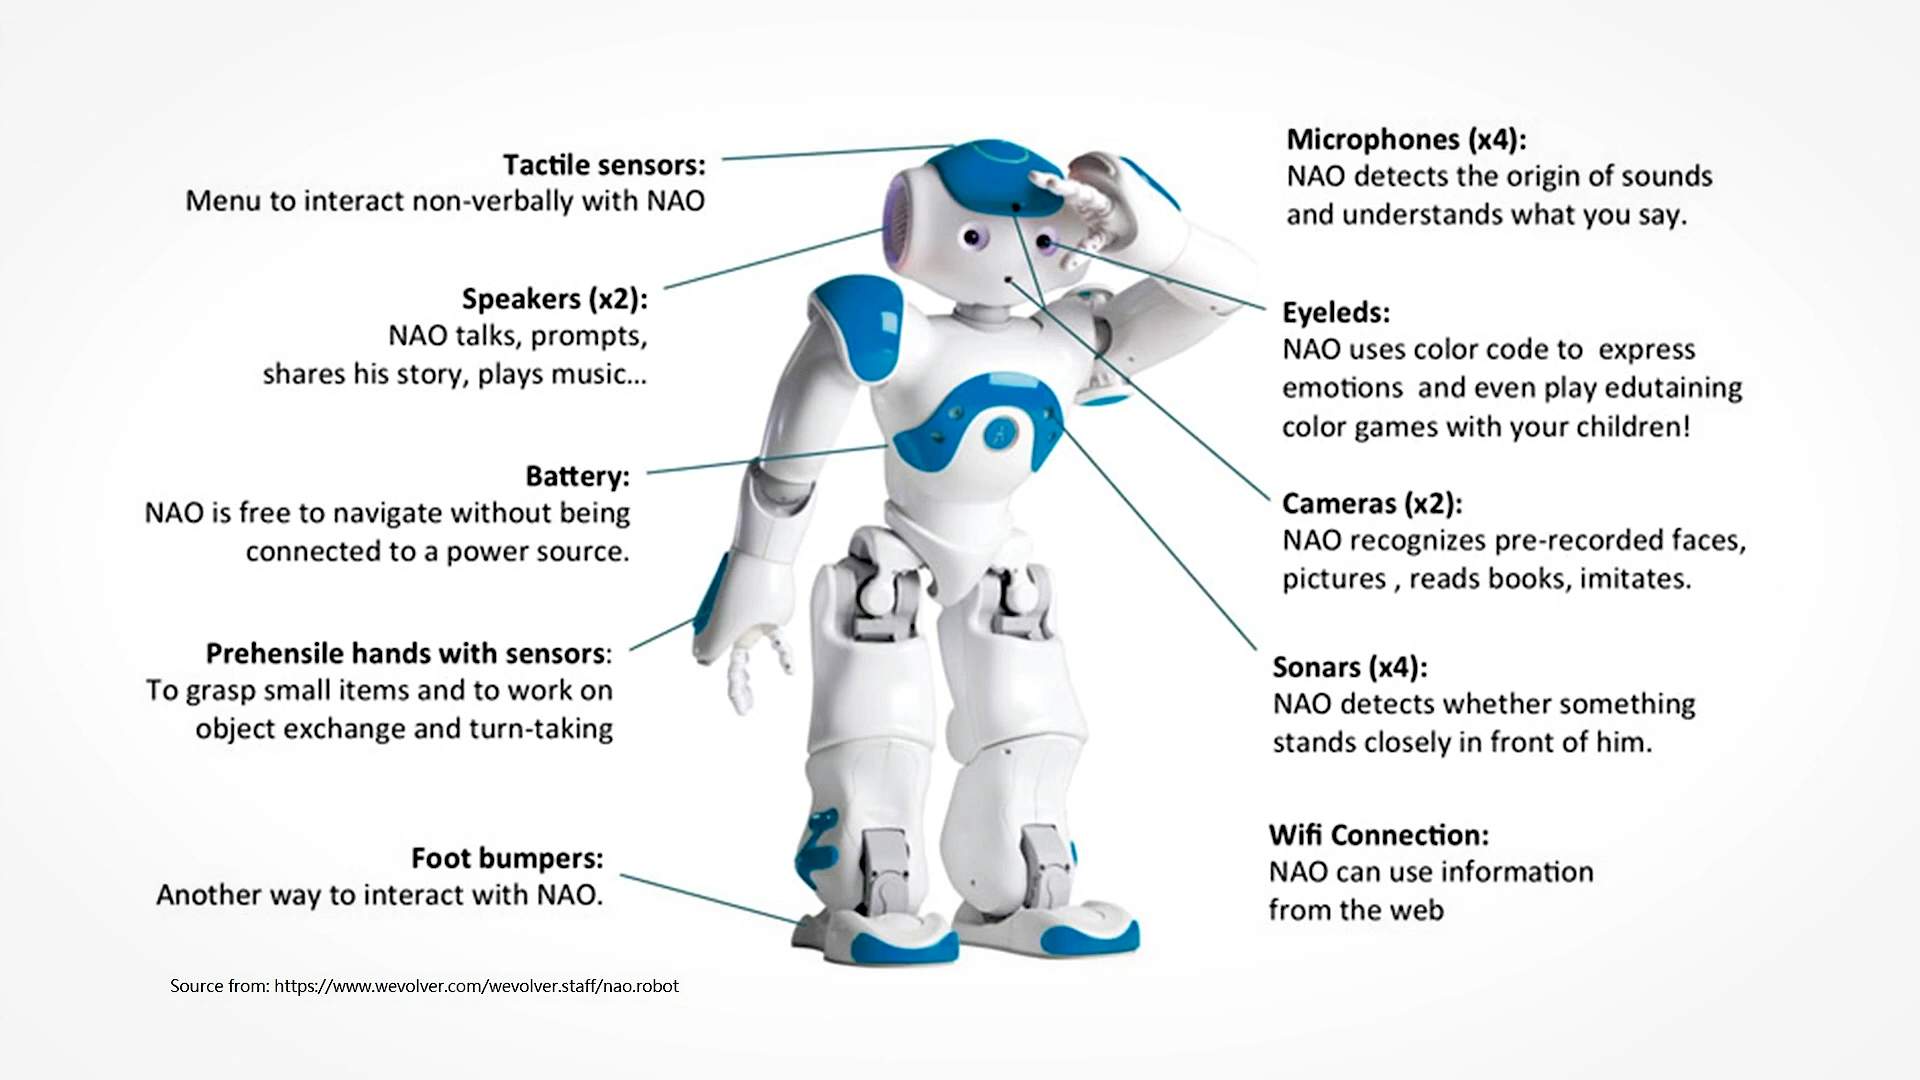 Tactile sensors:
Menu to interact non-verbally with NAO
Speakers (x2):
NAO talks, prompts,
shares his story, plays music...
Battery:
NAO is free to navigate without being
connected to a power source.
Prehensile hands with sensors:
To grasp small items and to work on
object exchange and turn-taking
Foot bumpers:
Another way to interact with NAO.
Microphones (x4):
NAO detects the origin of sounds
and understands what you say.
Eyeleds:
NAO uses color code to  express
emotions  and even play edutaining
color games with your children!
Cameras (x2):
NAO recognizes pre-recorded faces,
pictures , reads books, imitates.
Sonars (x4):
NAO detects whether something
stands closely in front of him.
Wifi Connection:
NAO can use information
from the web
Source from: https://www.wevolver.com/wevolver.staff/nao.robot